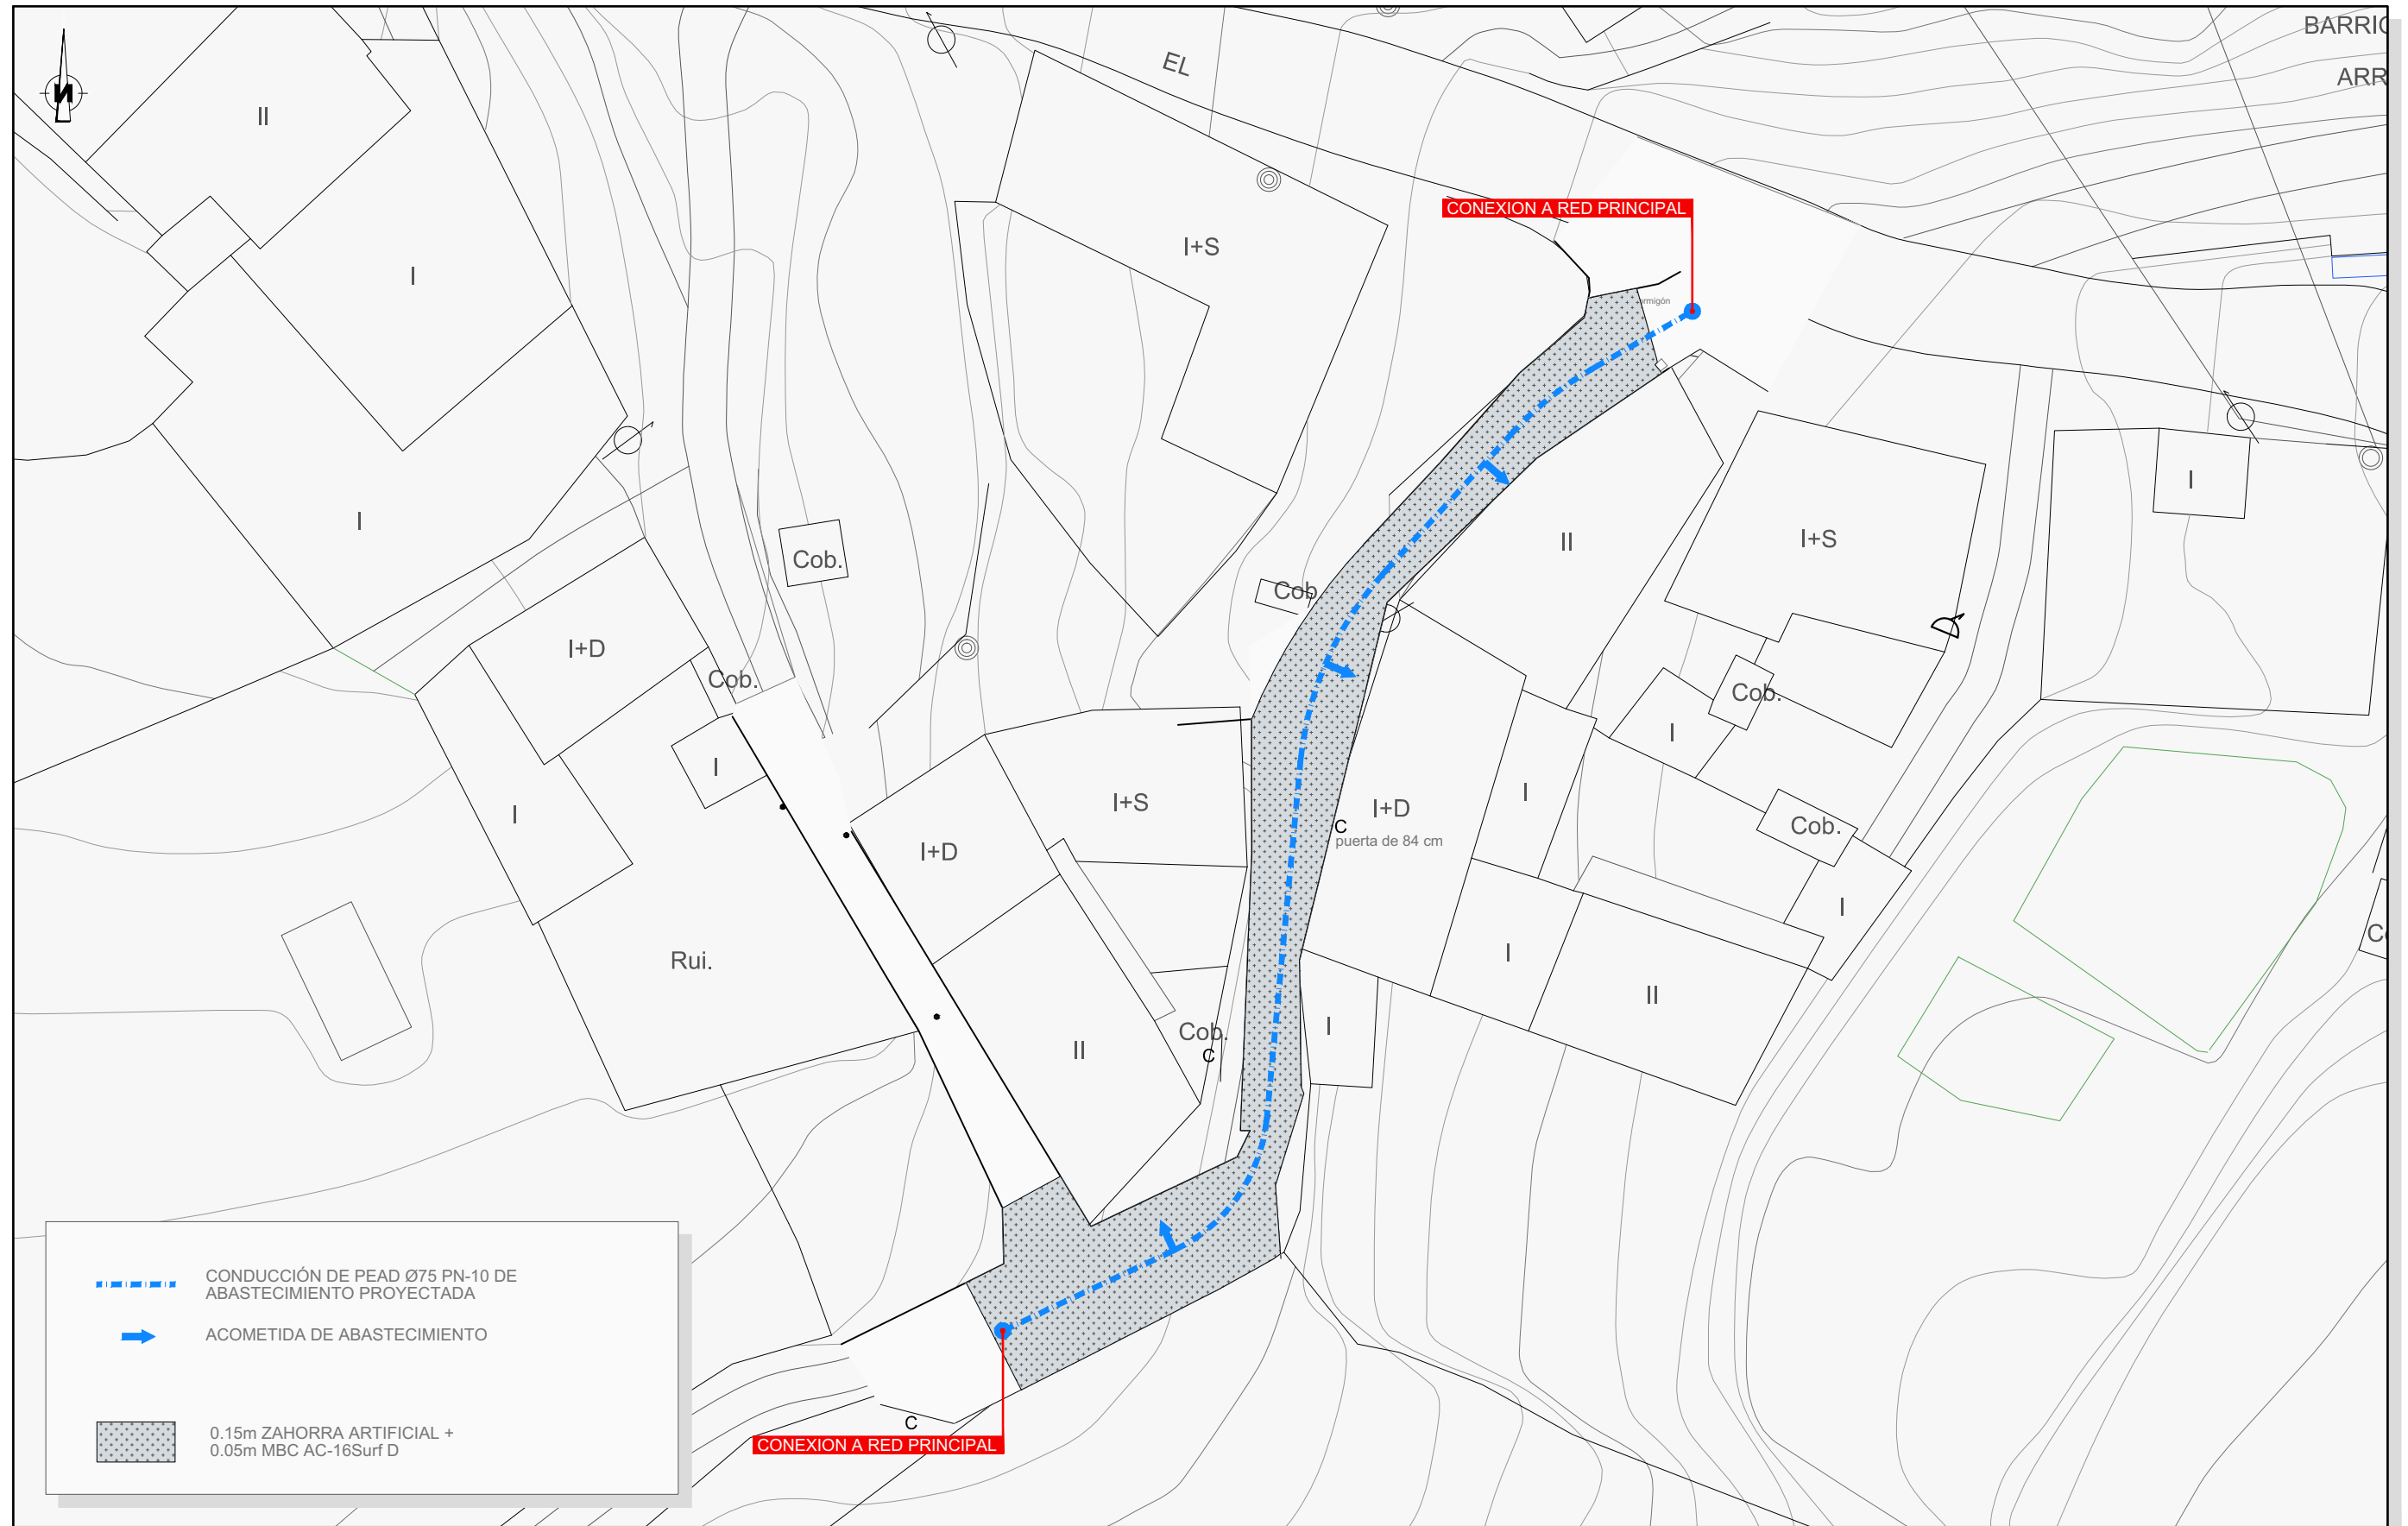 BARRIO
ARR
EL
II
CONEXION A RED PRINCIPAL
I+S
I
ormigón
I
I
Cob.
II
I+S
Cob
I+D
Cob.
Cob.
I
I
I
I+S
I+D
I
I
Cob.
C
puerta de 84 cm
I+D
I
Rui.
I
II
Cob.
I
C
II
CONDUCCIÓN DE PEAD Ø75 PN-10 DE
ABASTECIMIENTO PROYECTADA
ACOMETIDA DE ABASTECIMIENTO
0.15m ZAHORRA ARTIFICIAL +
0.05m MBC AC-16Surf D
C
CONEXION A RED PRINCIPAL